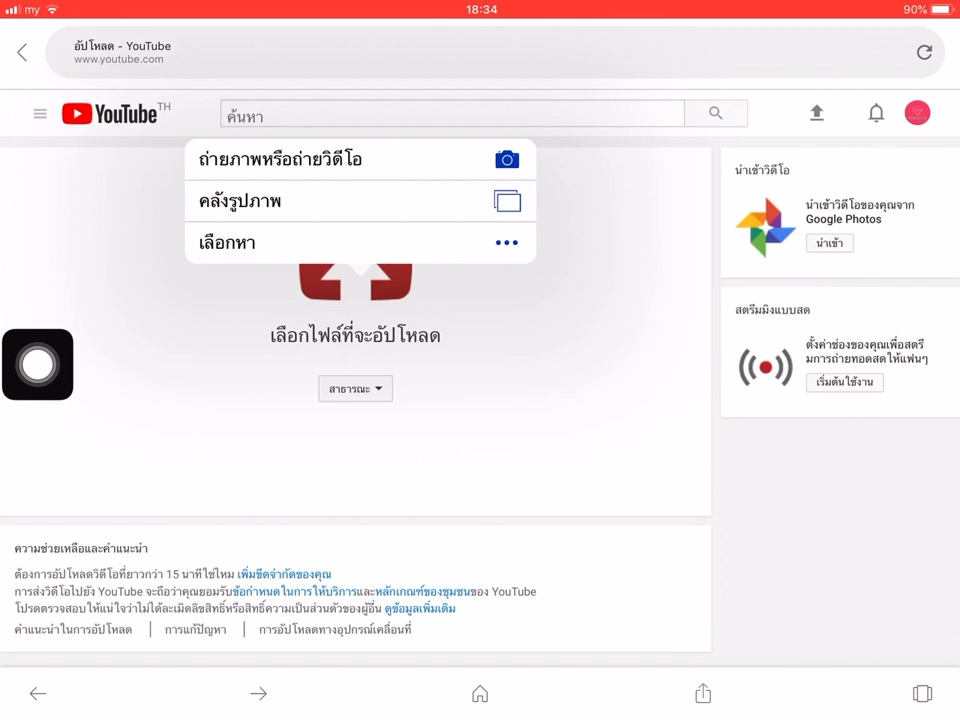 my
18:34
90%
อัปโหลด - YouTube
www.youtube.com
YouTube TH
ค้นหา
ถ่ายภาพหรือถ่ายวิดีโอ
คลังรูปภาพ
เลือกหา
เลือกไฟล์ที่จะอัปโหลด
สาธารณะ
นำเข้าวิดีโอ
นำเข้าวิดีโอของคุณจาก
Google Photos
นำเข้า
สตรีมมิงแบบสด
ตั้งค่าช่องของคุณเพื่อสตรี
มการถ่ายทอดสดให้แฟนๆ
เริ่มต้นใช้งาน
ความช่วยเหลือและคำแนะนำ
ต้องการอัปโหลดวิดีโอที่ยาวกว่า 15 นาทีใช่ไหม เพิ่มขีดจำกัดของคุณ
การส่งวิดีโอไปยัง YouTube จะถือว่าคุณยอมรับข้อกำหนดในการให้บริการและหลักเกณฑ์ของชุมชนของ YouTube
โปรดตรวจสอบให้แน่ใจว่าไม่ได้ละเมิดลิขสิทธิ์หรือสิทธิ์ความเป็นส่วนตัวของผู้อื่น ดูข้อมูลเพิ่มเติม
คำแนะนำในการอัปโหลด | การแก้ปัญหา | การอัปโหลดทางอุปกรณ์เคลื่อนที่